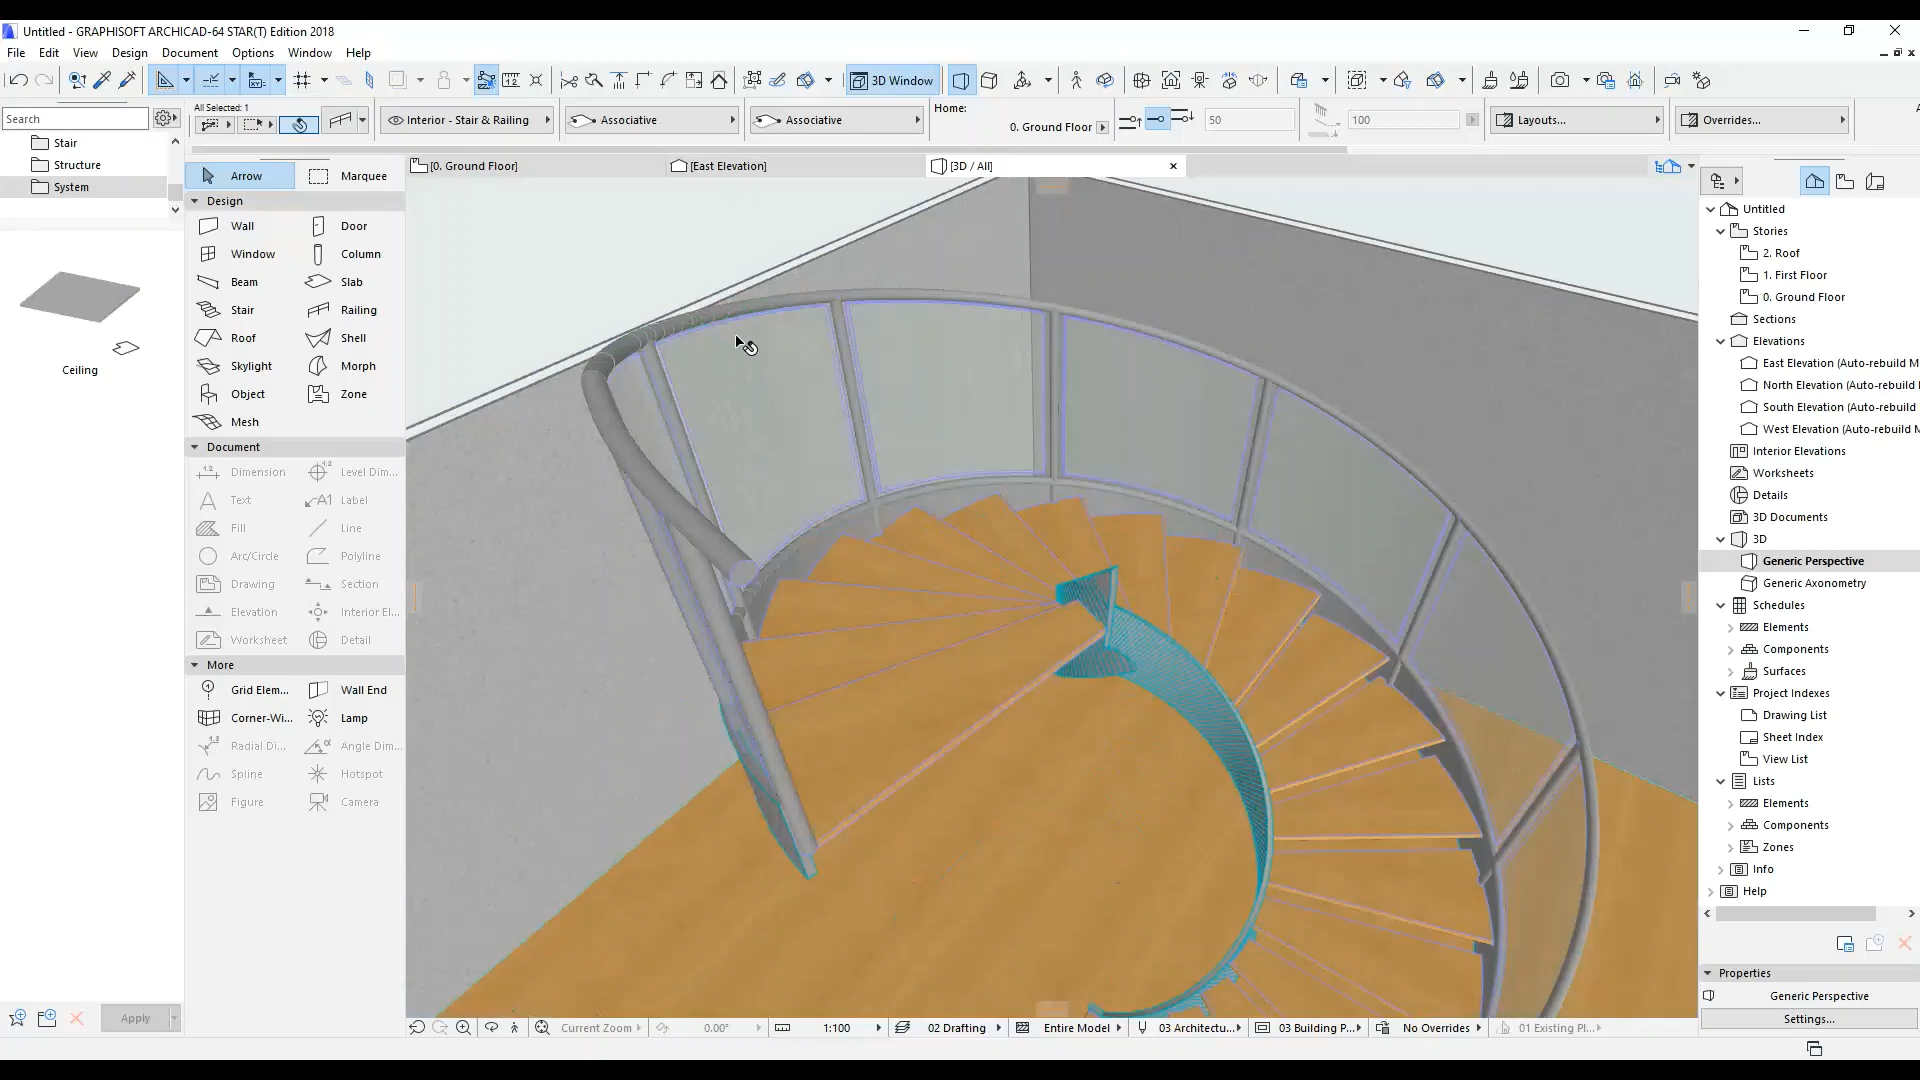 Untitled - GRAPHISOFT ARCHICAD-64 STAR(T) Edition 2018
File Edit View Design Document Options Window Help
3D Window
Search
All Selected: 1
Interior - Stair & Railing
Associative
Associative
Home:
0. Ground Floor
50
100
Layouts...
Overrides...
Stair
Structure
System
Ceiling
Apply
Arrow Marquee
Design
Wall Door
Window Column
Beam Slab
Stair Railing
Roof Shell
Skylight Morph
Object Zone
Mesh
Document
Dimension Level Dim...
Text Label
Fill Line
Arc/Circle Polyline
Drawing Section
Elevation Interior El...
Worksheet Detail
More
Grid Elem... Wall End
Corner-Wi... Lamp
Radial Di... Angle Dim...
Spline Hotspot
Figure Camera
[0. Ground Floor]
[East Elevation]
[3D / All]
Untitled
Stories
2. Roof
1. First Floor
0. Ground Floor
Sections
Elevations
East Elevation (Auto-rebuild M
North Elevation (Auto-rebuild
South Elevation (Auto-rebuild
West Elevation (Auto-rebuild M
Interior Elevations
Worksheets
Details
3D Documents
3D
Generic Perspective
Generic Axonometry
Schedules
Elements
Components
Surfaces
Project Indexes
Drawing List
Sheet Index
View List
Lists
Elements
Components
Zones
Info
Help
Properties
Generic Perspective
Settings...
Current Zoom
0.00°
1:100
02 Drafting
Entire Model
03 Architectu...
03 Building P...
No Overrides
01 Existing Pl...